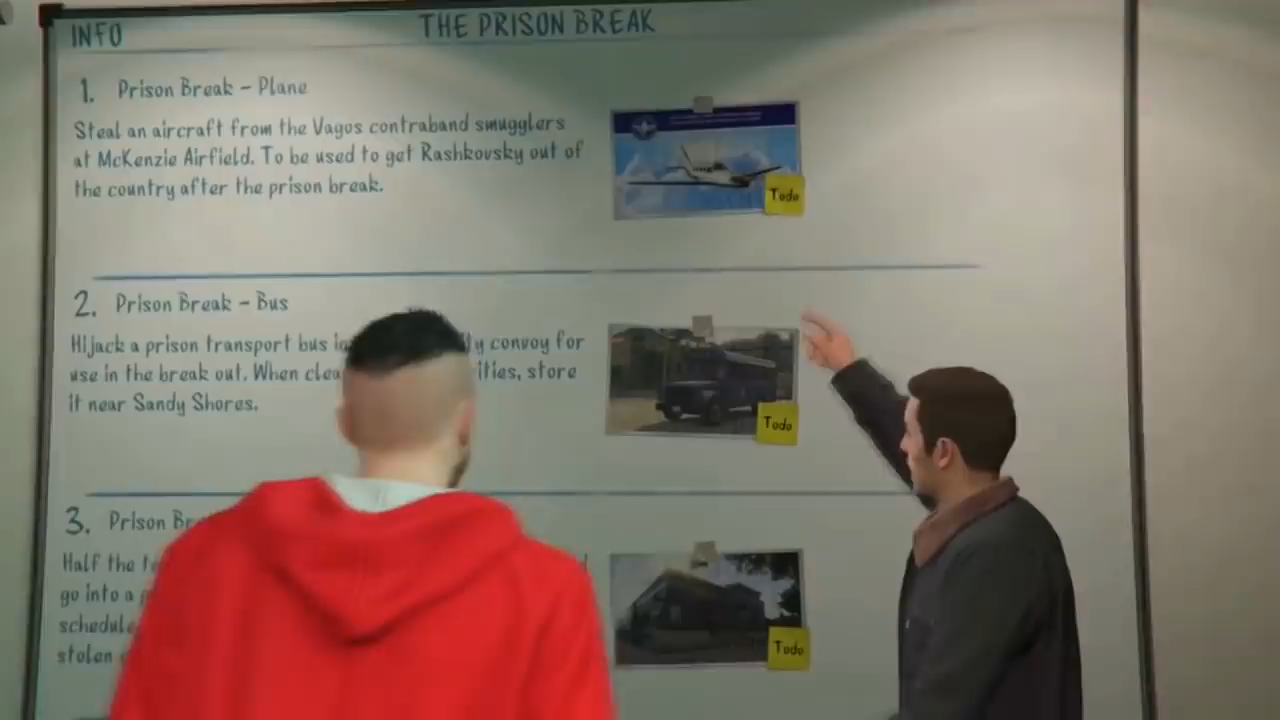 INFO
THE PRISON BREAK
1. Prison Break - Plane
Steal an aircraft from the Vagos contraband smugglers
at McKenzie Airfield. To be used to get Rashkovsky out of
the country after the prison break.
Todo
2. Prison Break - Bus
Hijack a prison transport bus convoy for
use in the break out. When store
it near Sandy Shores.
Todo
3. Prison
Half the
go into a
stolen
Todo